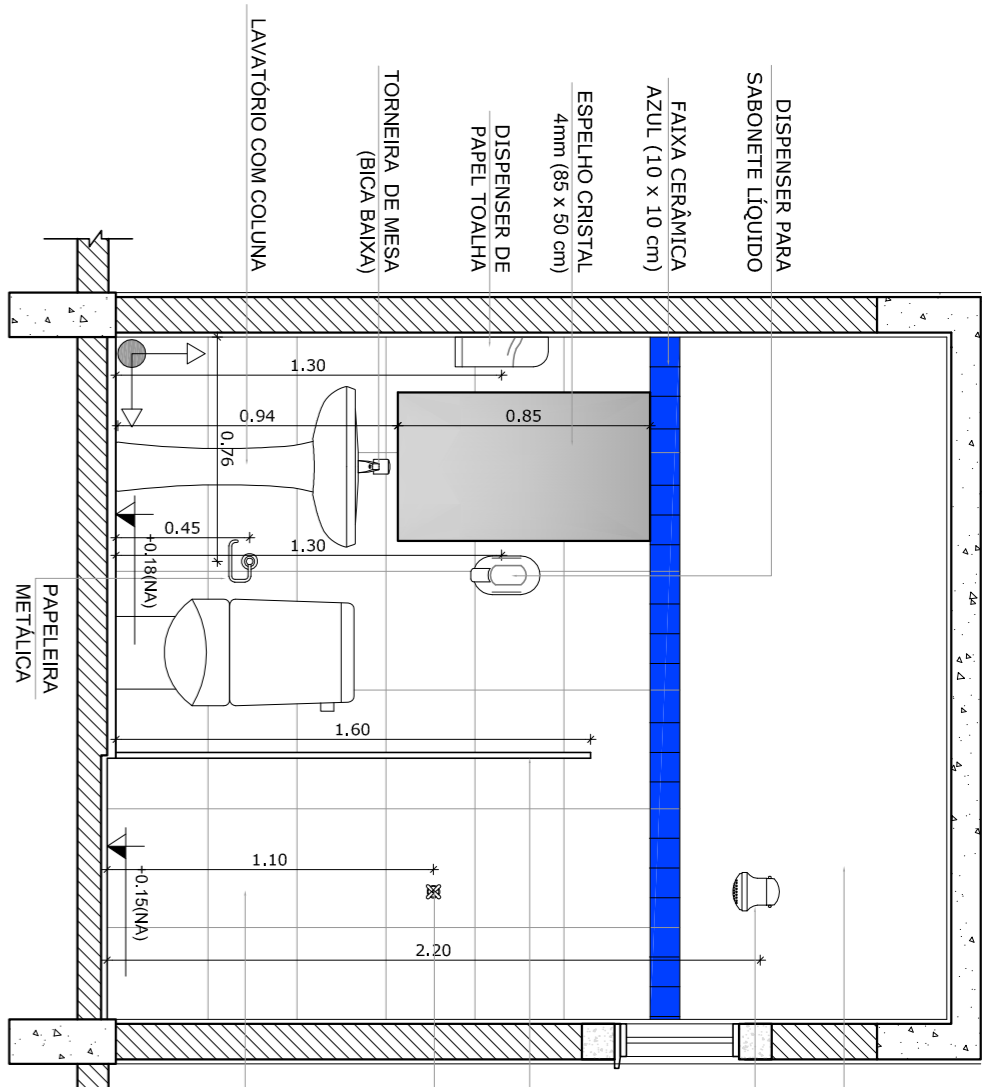 LAVATÓRIO COM COLUNA
TORNEIRA DE MESA
(BICA BAIXA)
DISPENSER DE
PAPEL TOALHA
ESPELHO CRISTAL
4mm (85 x 50 cm)
FAIXA CERÂMICA
AZUL (10 x 10 cm)
DISPENSER PARA
SABONETE LÍQUIDO
1.30
0.94
0.85
0.76
0.45
1.30
+0.18(NA)
PAPELEIRA
METÁLICA
1.60
1.10
+0.15(NA)
2.20